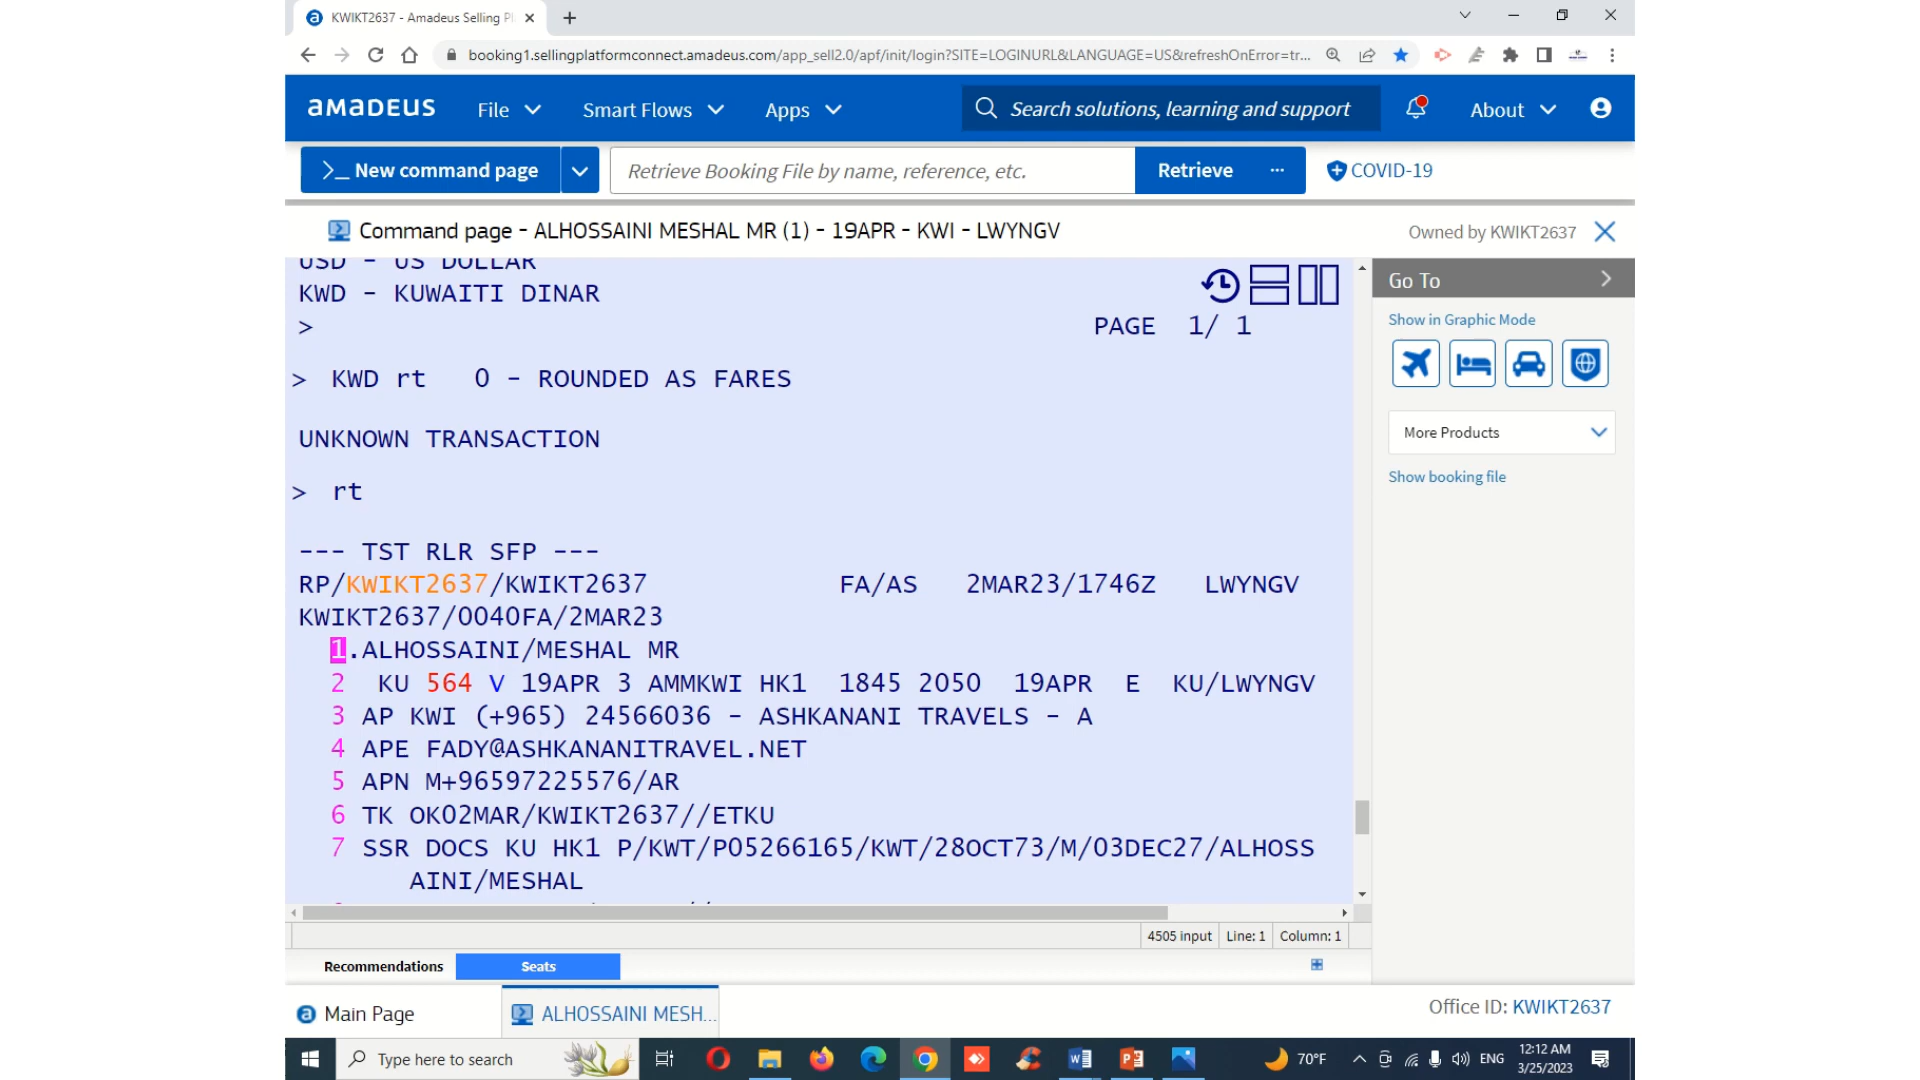 KWIKT2637 - Amadeus Selling Pl
booking1.sellingplatformconnect.amadeus.com/app_sell2.0/apf/init/login?SITE=LOGINURL&LANGUAGE=US&refreshOnError=tr...
amadeus
File
Smart Flows
Apps
Search solutions, learning and support
About
>_ New command page
Retrieve Booking File by name, reference, etc.
Retrieve
...
COVID-19
Command page - ALHOSSAINI MESHAL MR (1) - 19APR - KWI - LWYNGV
Owned by KWIKT2637
USD - US DOLLAR
KWD - KUWAITI DINAR
> PAGE 1/ 1
> KWD rt 0 - ROUNDED AS FARES
UNKNOWN TRANSACTION
> rt
--- TST RLR SFP ---
RP/KWIKT2637/KWIKT2637 FA/AS 2MAR23/1746Z LWYNGV
KWIKT2637/0040FA/2MAR23
1.ALHOSSAINI/MESHAL MR
2 KU 564 V 19APR 3 AMMKWI HK1 1845 2050 19APR E KU/LWYNGV
3 AP KWI (+965) 24566036 - ASHKANANI TRAVELS - A
4 APE FADY@ASHKANANITRAVEL.NET
5 APN M+96597225576/AR
6 TK OK02MAR/KWIKT2637//ETKU
7 SSR DOCS KU HK1 P/KWT/P05266165/KWT/28OCT73/M/03DEC27/ALHOSS
AINI/MESHAL
Go To
Show in Graphic Mode
More Products
Show booking file
4505 input
Line: 1
Column: 1
Recommendations
Seats
Main Page
ALHOSSAINI MESH...
Office ID: KWIKT2637
Type here to search
70°F
ENG
12:12 AM
3/25/2023